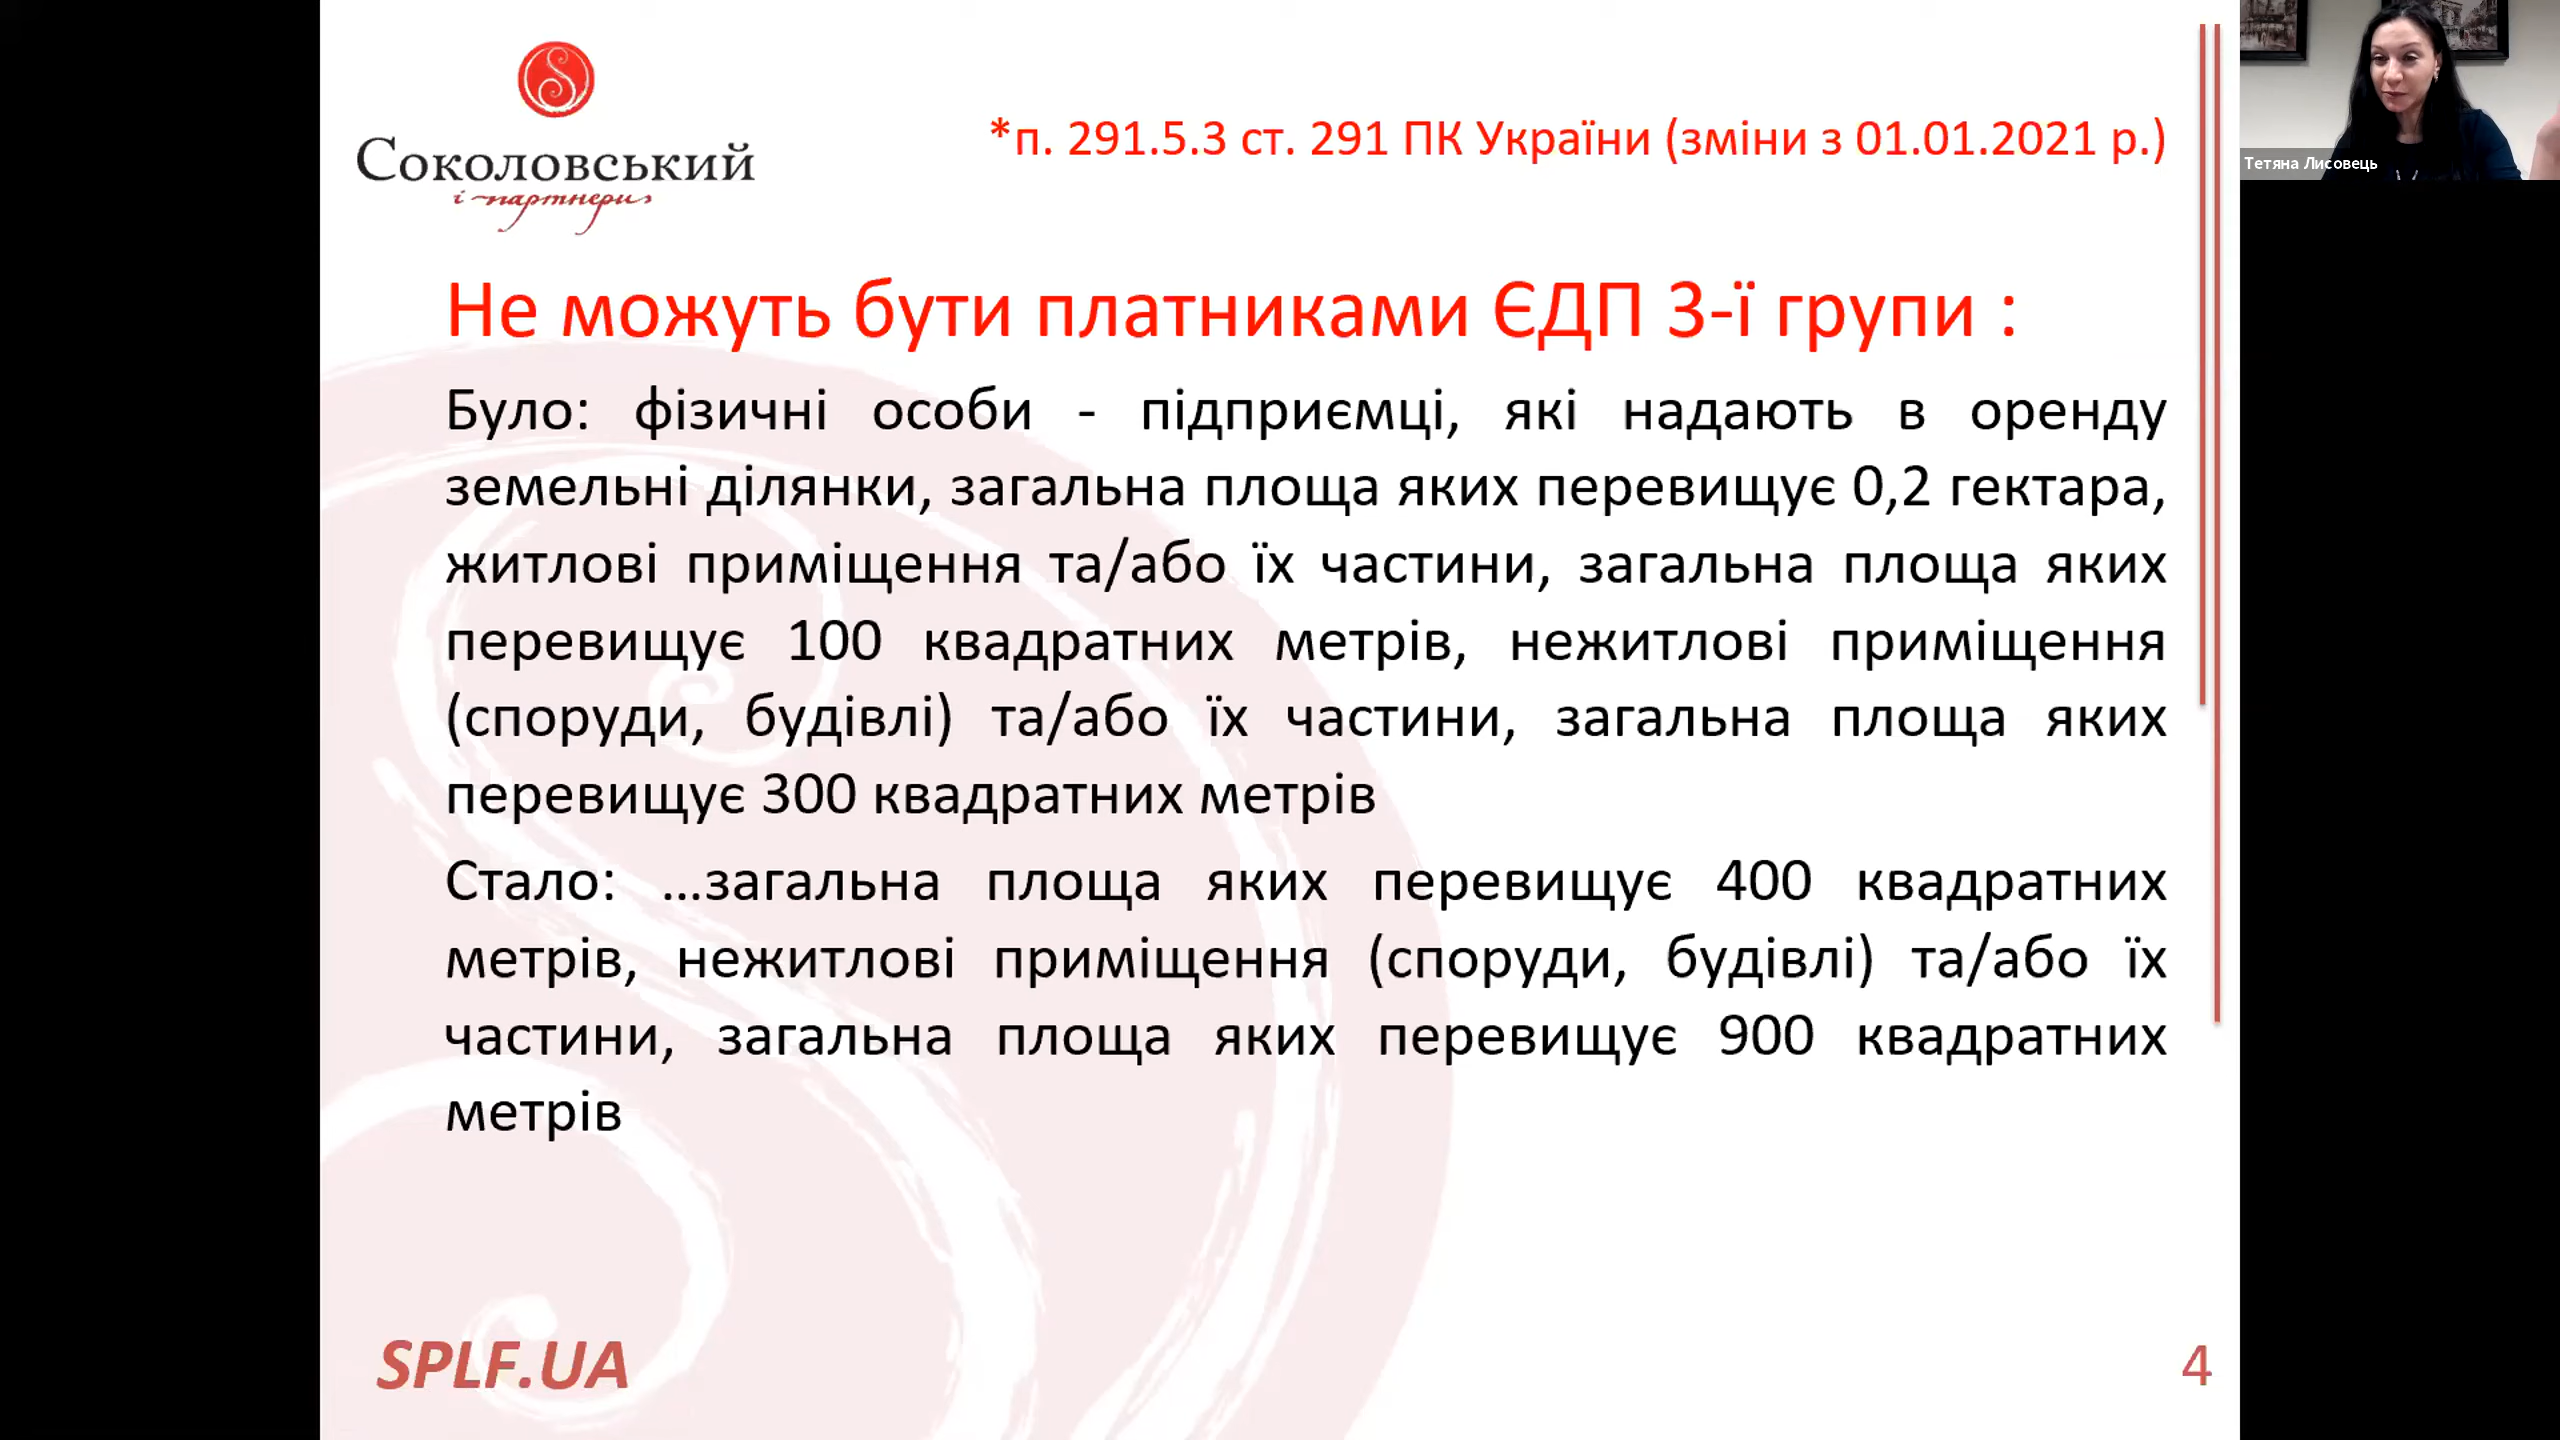 Соколовський
і партнери
*п. 291.5.3 ст. 291 ПК України (зміни з 01.01.2021 р.)
Тетяна Лисовець
Не можуть бути платниками ЄДП 3-ї групи :
Було: фізичні особи - підприємці, які надають в оренду
земельні ділянки, загальна площа яких перевищує 0,2 гектара,
житлові приміщення та/або їх частини, загальна площа яких
перевищує 100 квадратних метрів, нежитлові приміщення
(споруди, будівлі) та/або їх частини, загальна площа яких
перевищує 300 квадратних метрів
Стало: …загальна площа яких перевищує 400 квадратних
метрів, нежитлові приміщення (споруди, будівлі) та/або їх
частини, загальна площа яких перевищує 900 квадратних
метрів
SPLF.UA
4